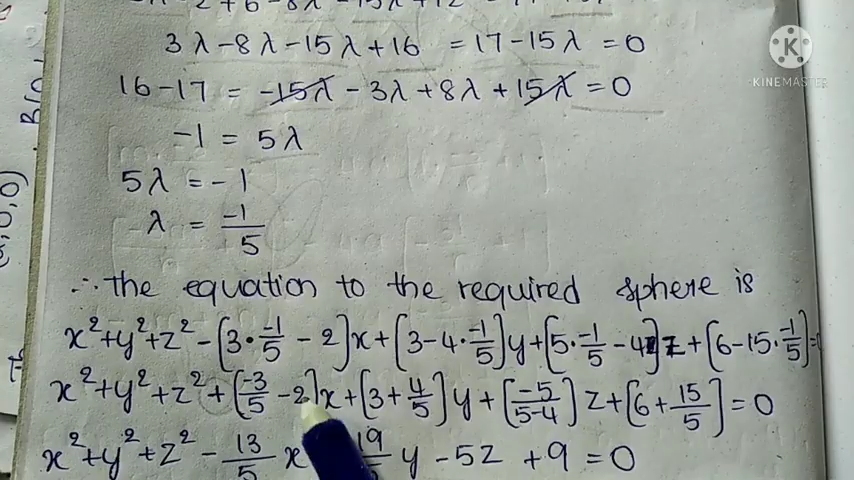 3λ-8λ-15λ+16 = 17-15λ = 0
KINEMASTER
16-17 = -15λ - 3λ + 8λ + 15λ = 0
-1 = 5λ
5λ = -1
λ = -1/5
∴ the equation to the required sphere is
x²+y²+z² - [3·-1/5 - 2]x + [3-4·-1/5]y + [5·-1/5 - 4]z + [6-15·-1/5] = 0
x²+y²+z² + [-3/5 - 2]x + [3+4/5]y + [-5/5-4]z + [6+15/5] = 0
x²+y²+z² - 13/5 x 19 y - 5z + 9 = 0